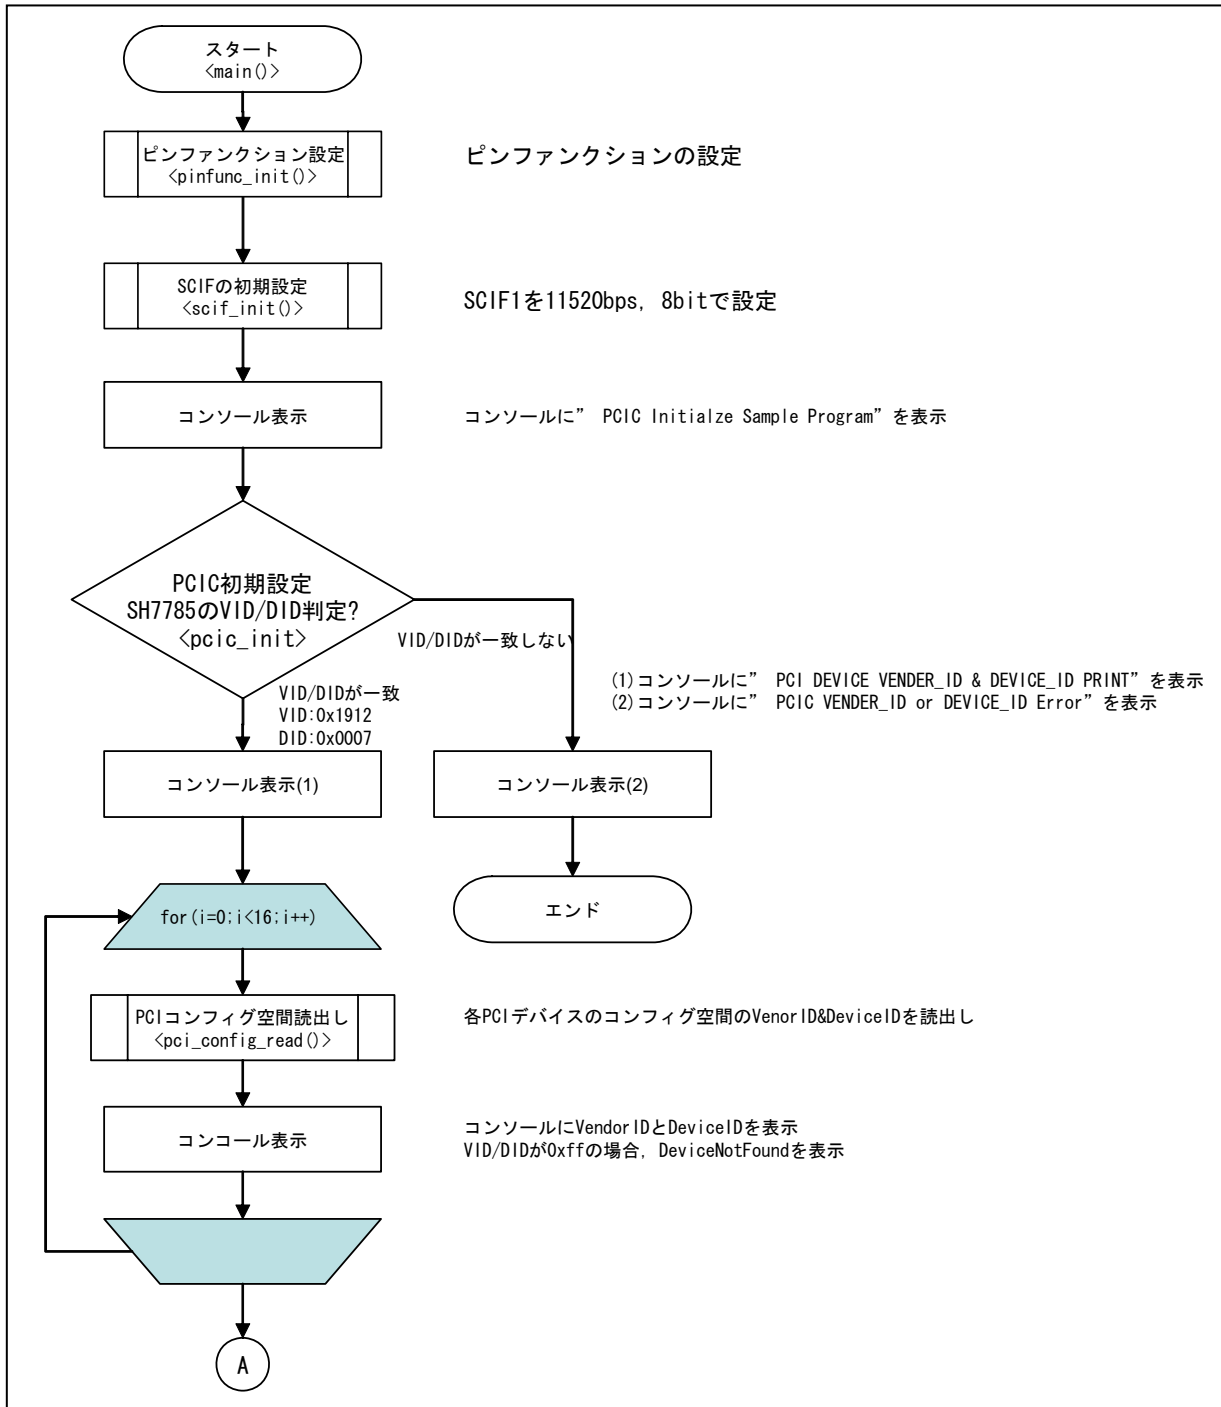 スタート
<main()>
ピンファンクション設定
<pinfunc_init()>
ピンファンクションの設定
SCIFの初期設定
<scif_init()>
SCIF1を11520bps, 8bitで設定
コンソール表示
コンソールに” PCIC Initialze Sample Program”を表示
PCIC初期設定
SH7785のVID/DID判定?
<pcic_init>
VID/DIDが一致しない
VID/DIDが一致
VID:0x1912
DID:0x0007
(1)コンソールに” PCI DEVICE VENDER_ID & DEVICE_ID PRINT”を表示
(2)コンソールに” PCIC VENDER_ID or DEVICE_ID Error”を表示
コンソール表示(1)
コンソール表示(2)
for(i=0;i<16;i++)
エンド
PCIコンフィグ空間読出し
<pci_config_read()>
各PCIデバイスのコンフィグ空間のVenorID&DeviceIDを読出し
コンコール表示
コンソールにVendorIDとDeviceIDを表示
VID/DIDが0xffの場合, DeviceNotFoundを表示
A